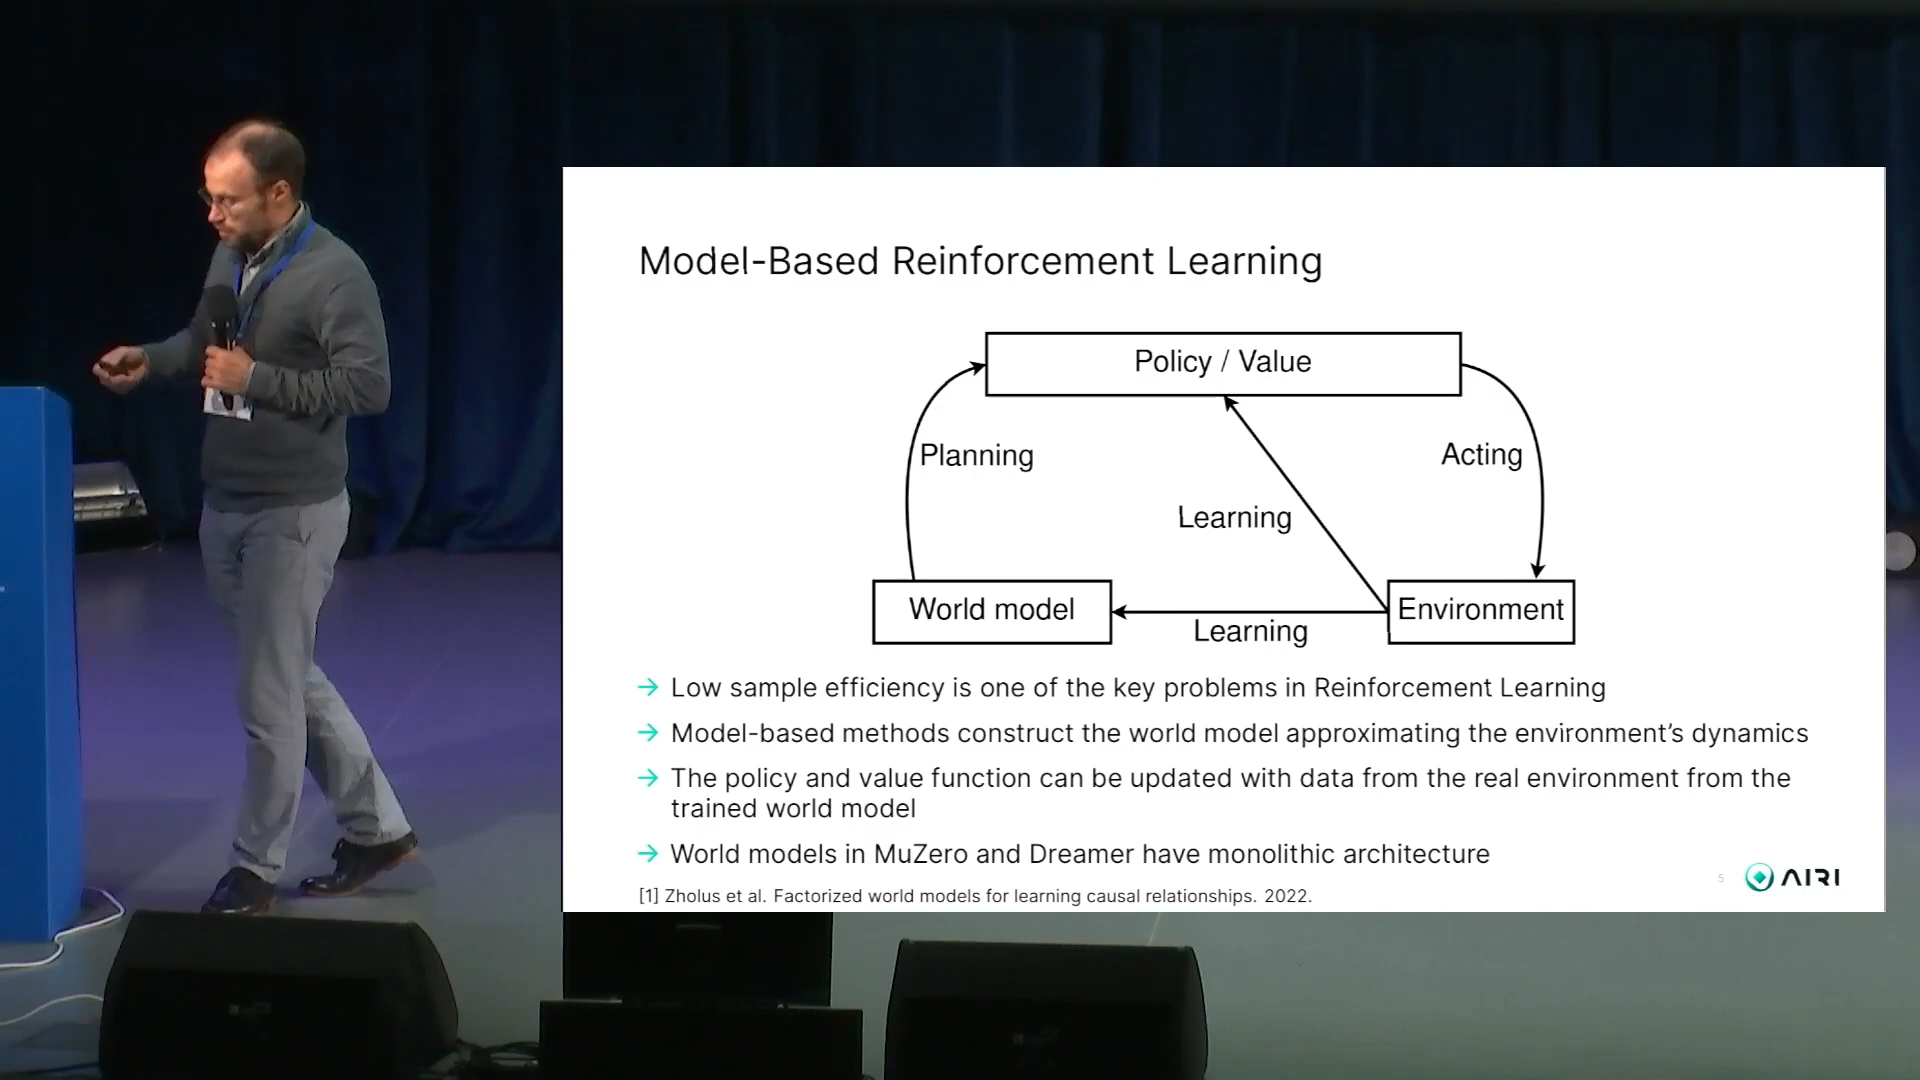 Model-Based Reinforcement Learning
Policy / Value
Planning
Acting
Learning
World model
Environment
Learning
→ Low sample efficiency is one of the key problems in Reinforcement Learning
→ Model-based methods construct the world model approximating the environment’s dynamics
→ The policy and value function can be updated with data from the real environment from the
trained world model
→ World models in MuZero and Dreamer have monolithic architecture
5
AIRI
[1] Zholus et al. Factorized world models for learning causal relationships. 2022.